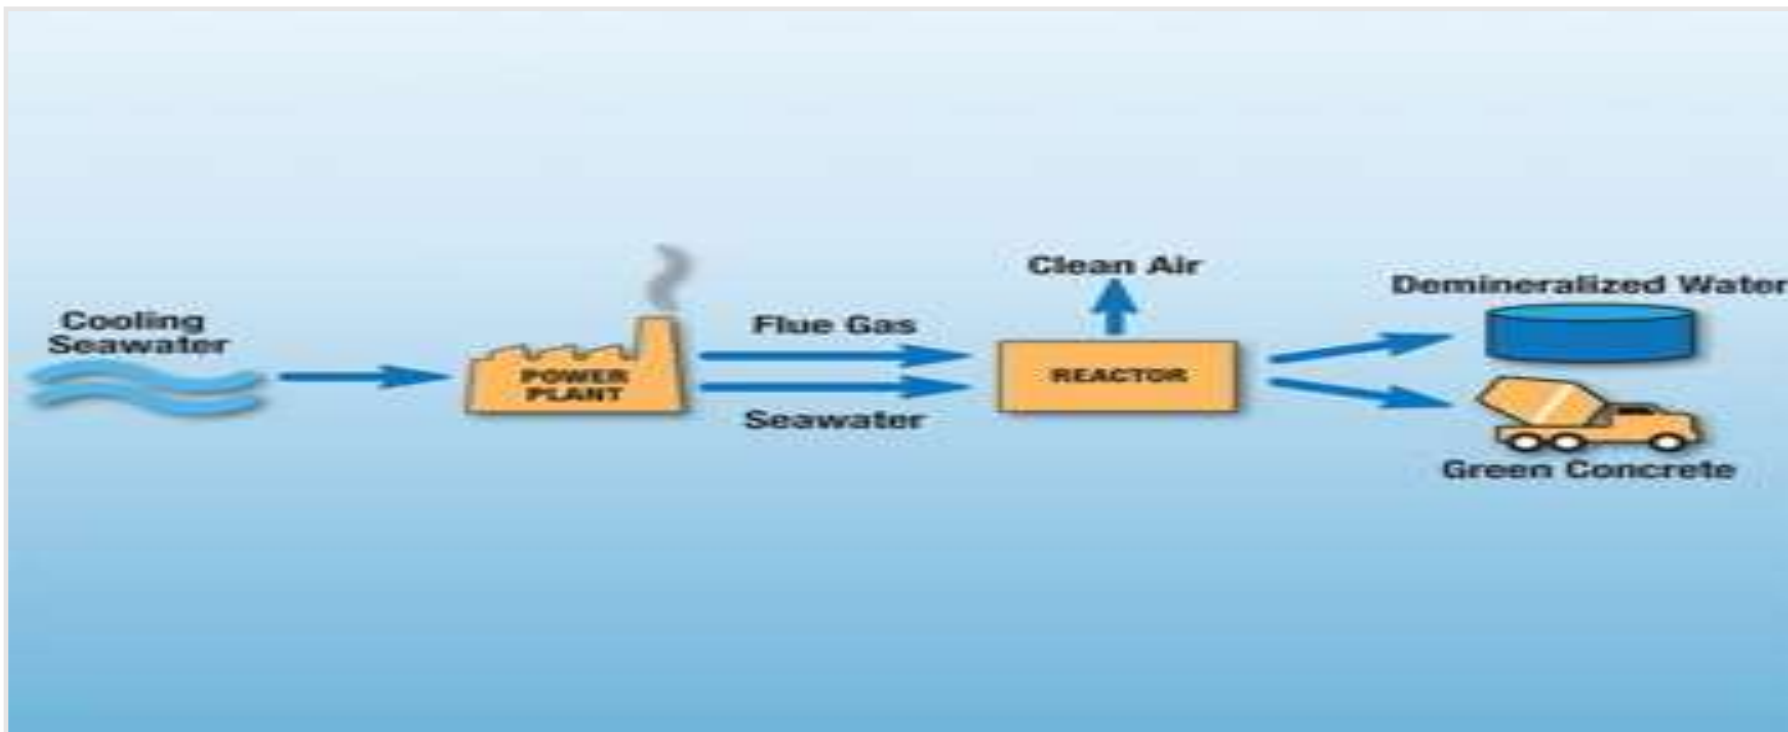 Cooling
Seawater
POWER
PLANT
Flue Gas
Seawater
Clean Air
REACTOR
Demineralized Water
Green Concrete